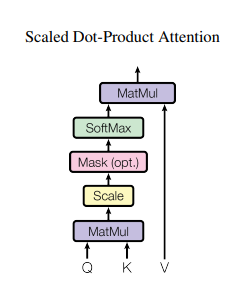 Scaled Dot-Product Attention
MatMul
SoftMax
Mask (opt.)
Scale
MatMul
Q K V